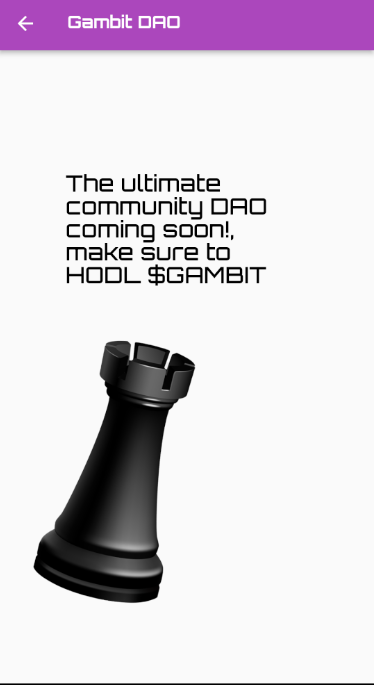 Gambit DAO
The ultimate
community DAO
coming soon!,
make sure to
HODL $GAMBIT